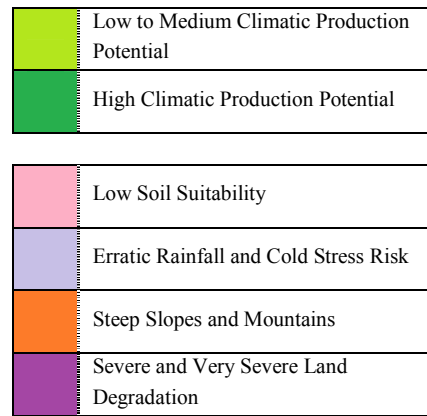 Low to Medium Climatic Production
Potential
High Climatic Production Potential
Low Soil Suitability
Erratic Rainfall and Cold Stress Risk
Steep Slopes and Mountains
Severe and Very Severe Land
Degradation